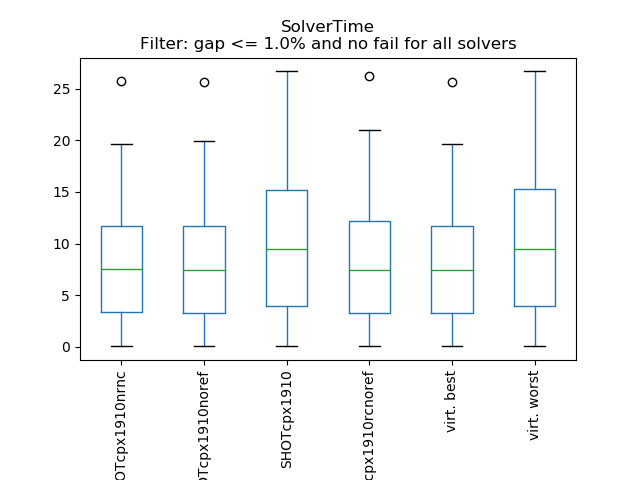 SolverTime
Filter: gap <= 1.0% and no fail for all solvers
25
20
15
10
5
0
OTcpx1910nrnc
OTcpx1910noref
SHOTcpx1910
cpx1910rcnoref
virt. best
virt. worst